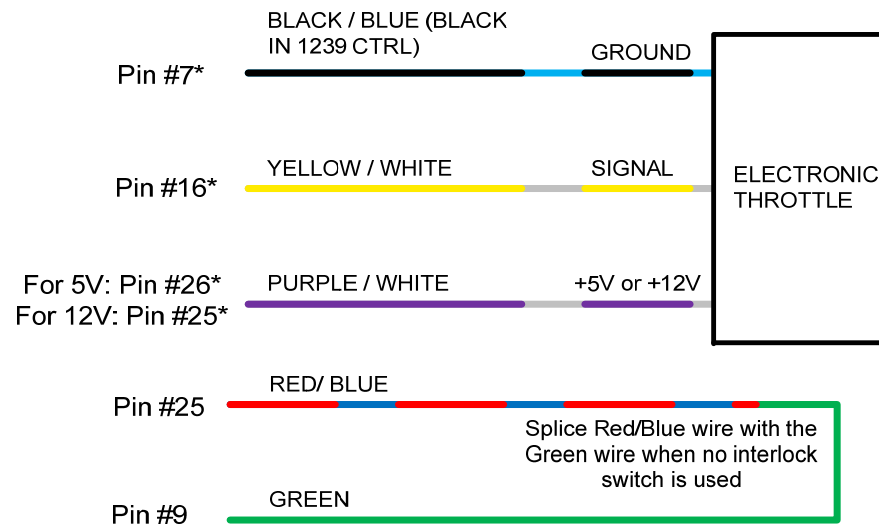 BLACK / BLUE (BLACK
IN 1239 CTRL)
GROUND
Pin #7*
YELLOW / WHITE
SIGNAL
Pin #16*
ELECTRONIC
THROTTLE
For 5V: Pin #26*
For 12V: Pin #25*
PURPLE / WHITE
+5V or +12V
RED/ BLUE
Pin #25
Splice Red/Blue wire with the
Green wire when no interlock
switch is used
GREEN
Pin #9